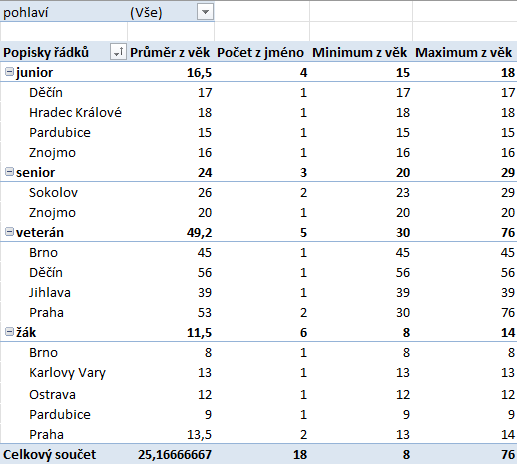 pohlaví (Vše)
Popisky řádků Průměr z věk Počet z jméno Minimum z věk Maximum z věk
junior 16,5 4 15 18
Děčín 17 1 17 17
Hradec Králové 18 1 18 18
Pardubice 15 1 15 15
Znojmo 16 1 16 16
senior 24 3 20 29
Sokolov 26 2 23 29
Znojmo 20 1 20 20
veterán 49,2 5 30 76
Brno 45 1 45 45
Děčín 56 1 56 56
Jihlava 39 1 39 39
Praha 53 2 30 76
žák 11,5 6 8 14
Brno 8 1 8 8
Karlovy Vary 13 1 13 13
Ostrava 12 1 12 12
Pardubice 9 1 9 9
Praha 13,5 2 13 14
Celkový součet 25,16666667 18 8 76